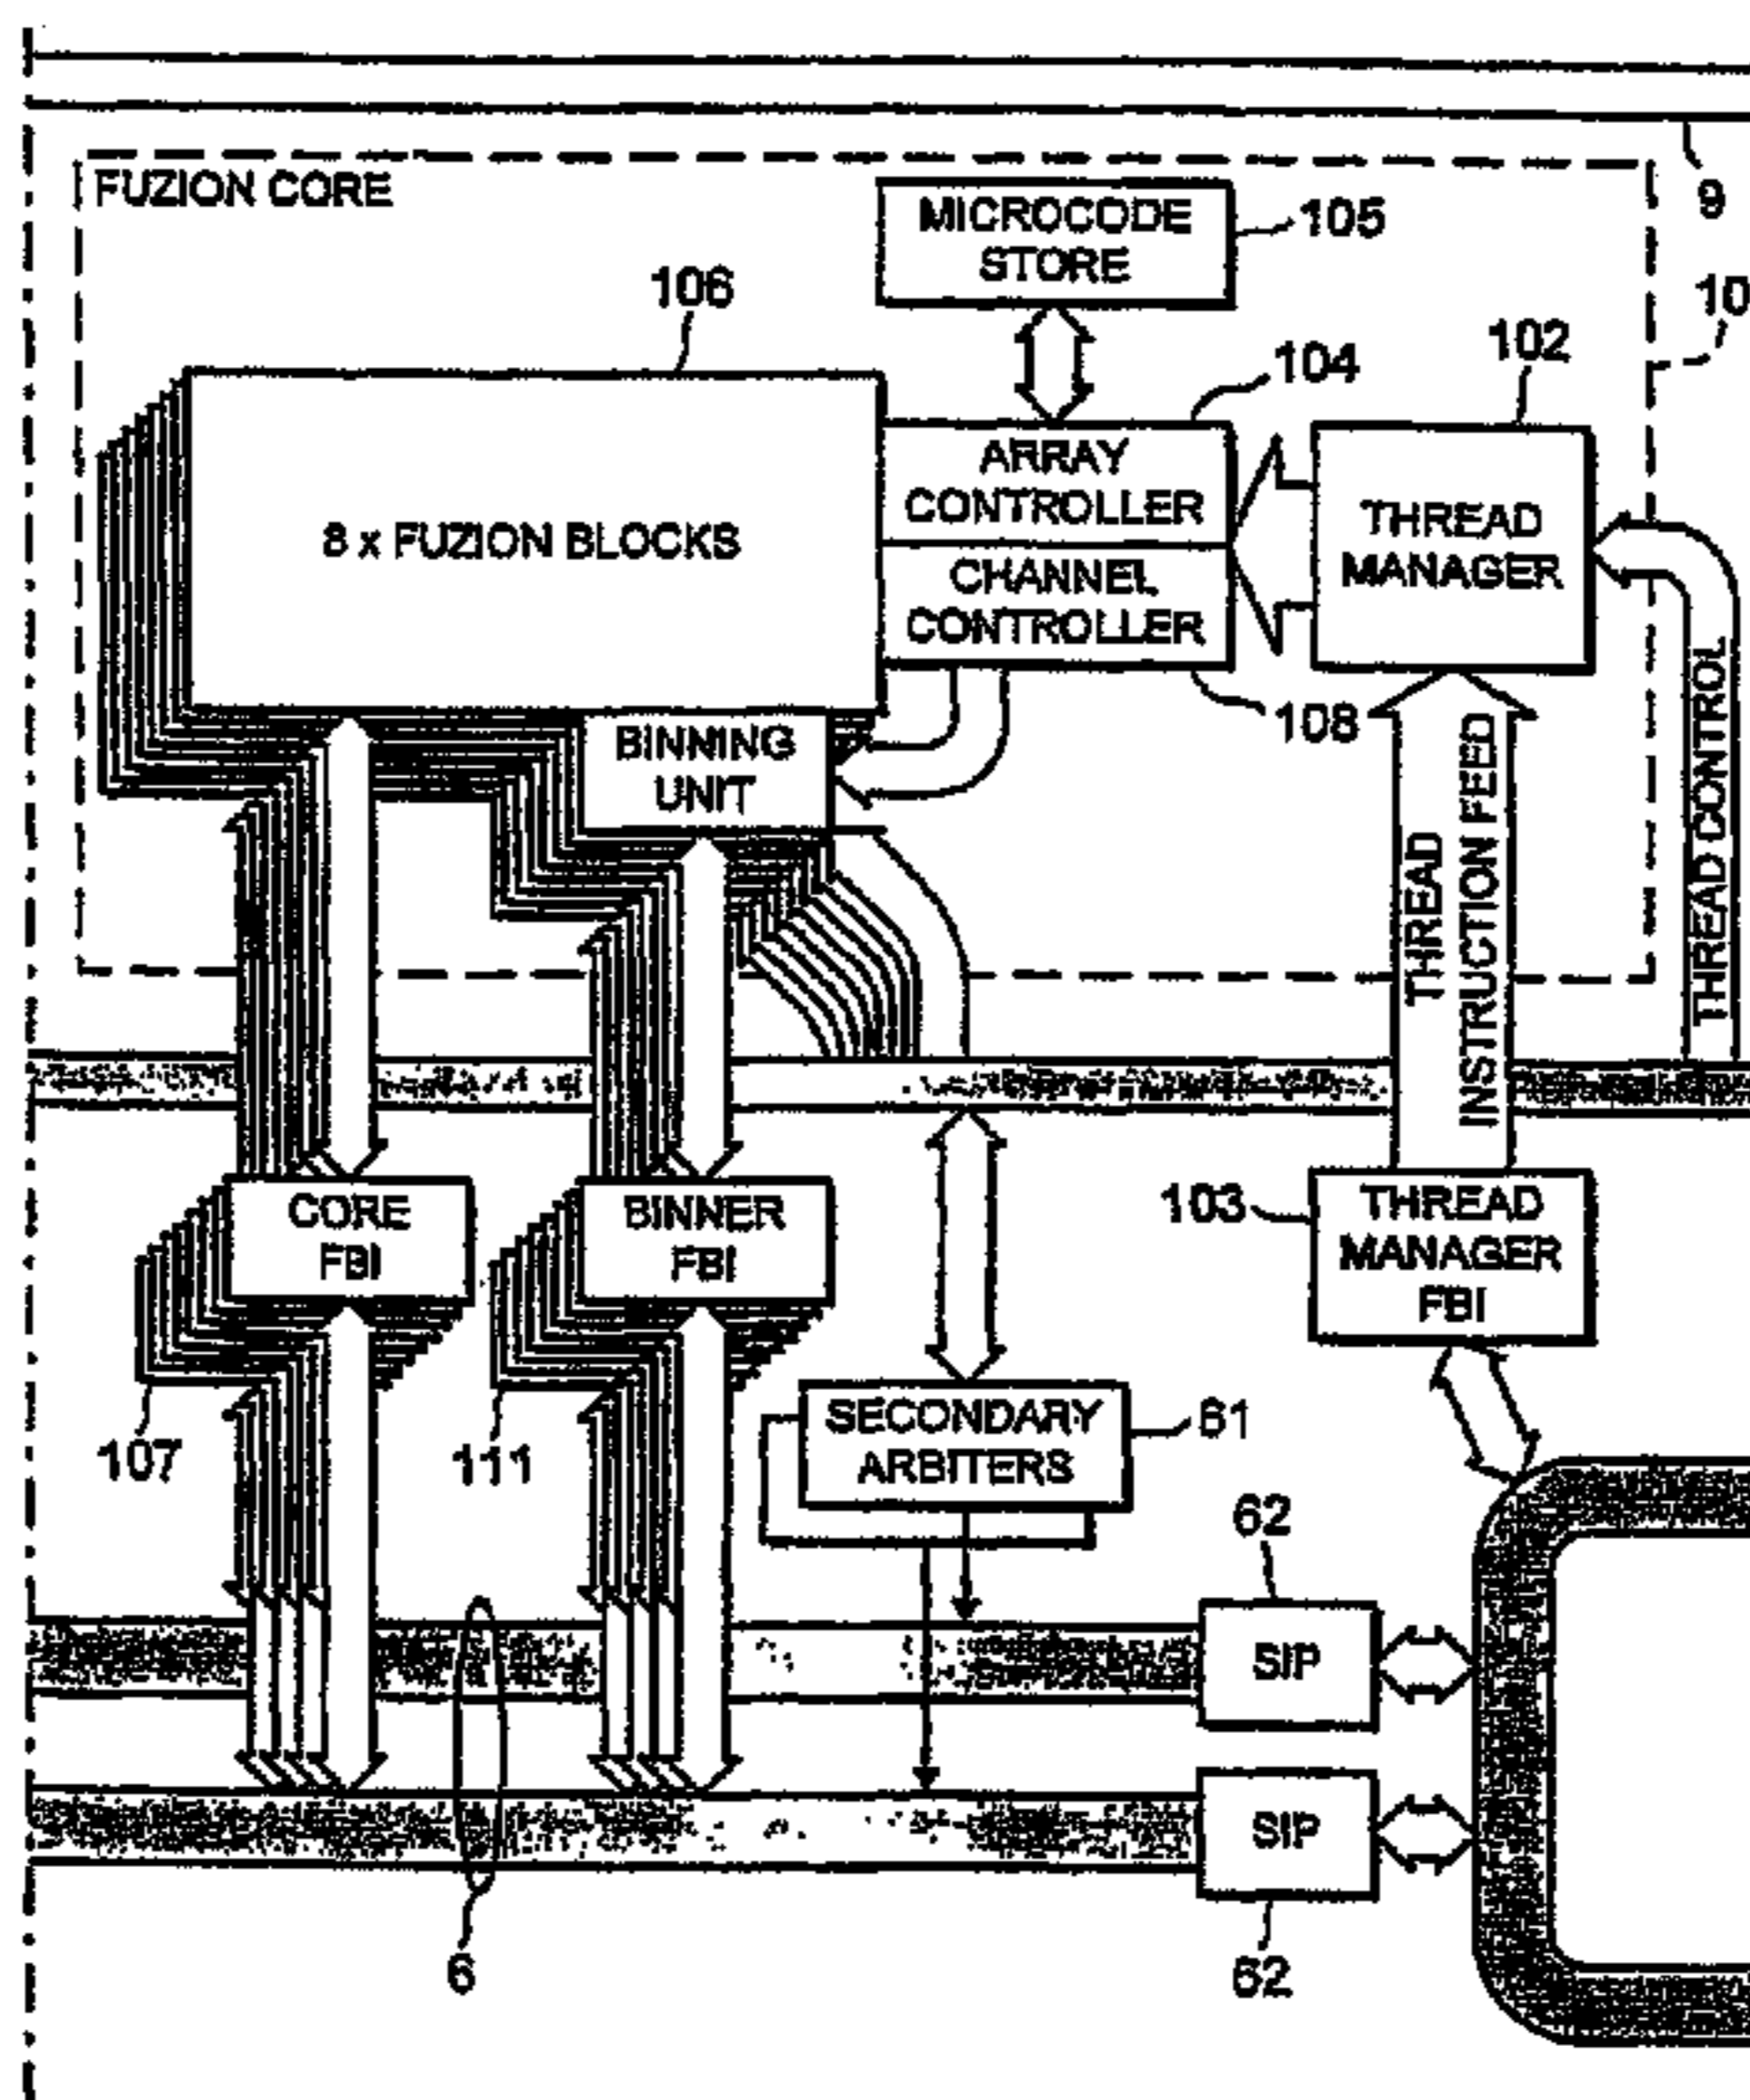 FUZION CORE
MICROCODE
STORE
105
9
106
10
102
104
ARRAY
CONTROLLER
THREAD
MANAGER
8 x FUZION BLOCKS
CHANNEL
CONTROLLER
108
BINNING
UNIT
THREAD
INSTRUCTION FEED
THREAD CONTROL
CORE
FBI
BINNER
FBI
103
THREAD
MANAGER
FBI
107
111
SECONDARY
ARBITERS
61
62
SIP
SIP
62
6